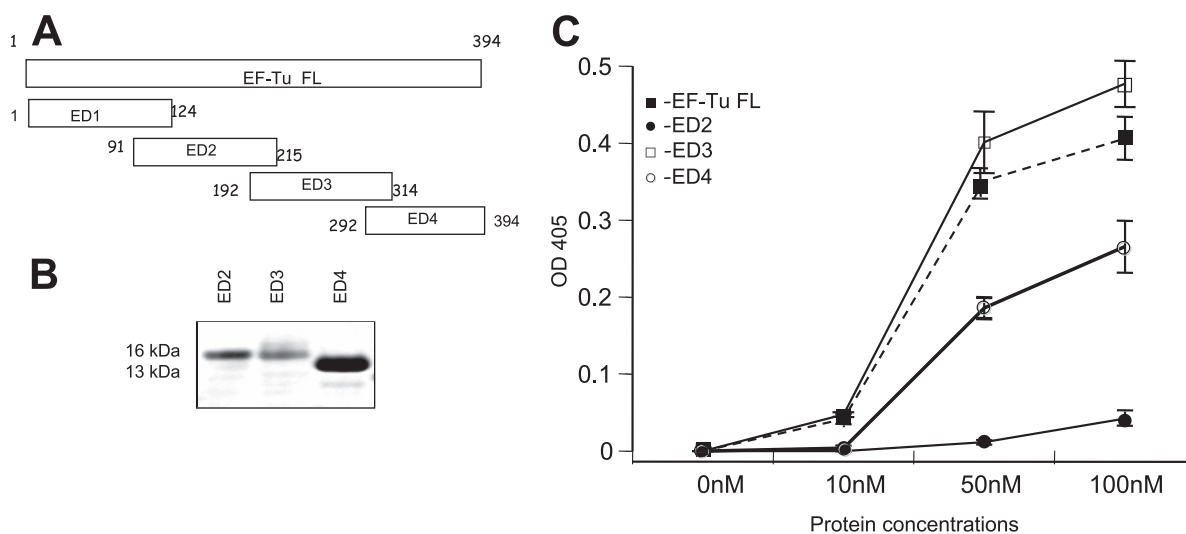 A
1 394
EF-Tu FL
1 ED1 124
91 ED2 215
192 ED3 314
292 ED4 394
B
ED2 ED3 ED4
16 kDa
13 kDa
C
-EF-Tu FL
-ED2
-ED3
-ED4
OD 405
0.5
0.4
0.3
0.2
0.1
0
0nM 10nM 50nM 100nM
Protein concentrations